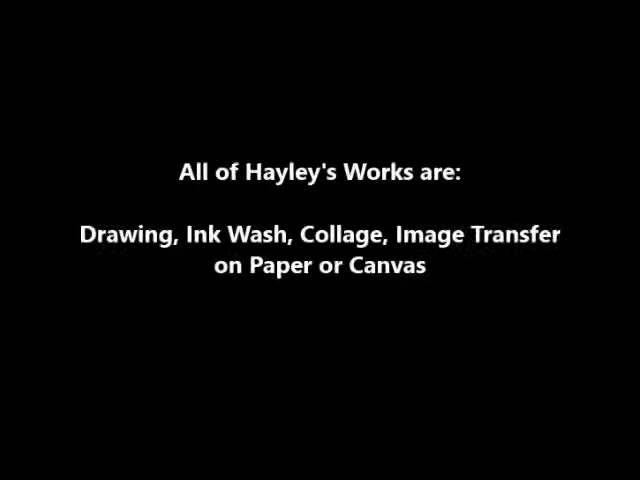 All of Hayley's Works are:
Drawing, Ink Wash, Collage, Image Transfer
on Paper or Canvas